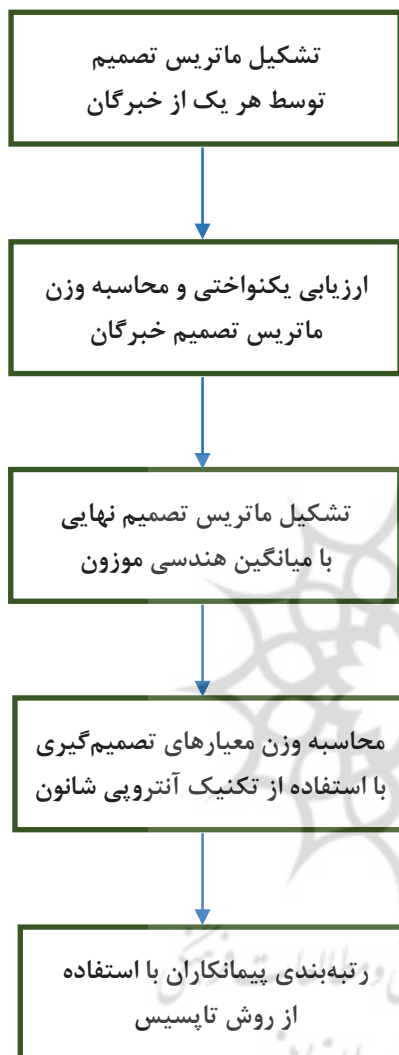 تشکیل ماتریس تصمیم
توسط هر یک از خبرگان
ارزیابی یکنواختی و محاسبه وزن
ماتریس تصمیم خبرگان
تشکیل ماتریس تصمیم نهایی
با میانگین هندسی موزون
محاسبه وزن معیارهای تصمیم‌گیری
با استفاده از تکنیک آنتروپی شانون
رتبه‌بندی پیمانکاران با استفاده
از روش تاپسیس